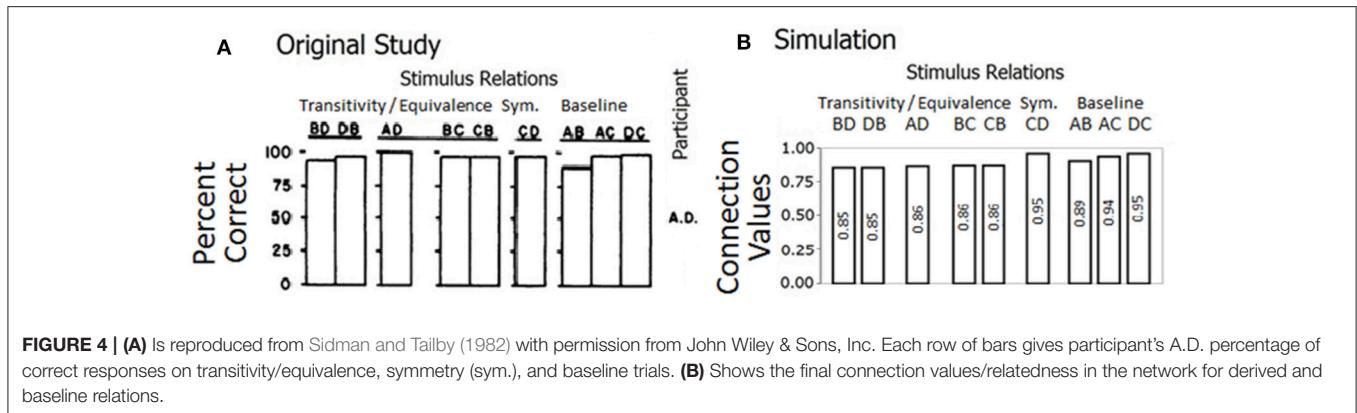 A Original Study
Stimulus Relations
Transitivity / Equivalence Sym. Baseline
BD DB AD BC CB CD AB AC DC
Participant
Percent
Correct
100
75
50
25
0
A.D.
B Simulation
Stimulus Relations
Transitivity / Equivalence Sym. Baseline
BD DB AD BC CB CD AB AC DC
Connection
Values
1.00
0.75
0.50
0.25
0.00
0.85 0.85 0.86 0.86 0.86 0.95 0.89 0.94 0.95
FIGURE 4 | (A) Is reproduced from Sidman and Tailby (1982) with permission from John Wiley & Sons, Inc. Each row of bars gives participant's A.D. percentage of
correct responses on transitivity/equivalence, symmetry (sym.), and baseline trials. (B) Shows the final connection values/relatedness in the network for derived and
baseline relations.